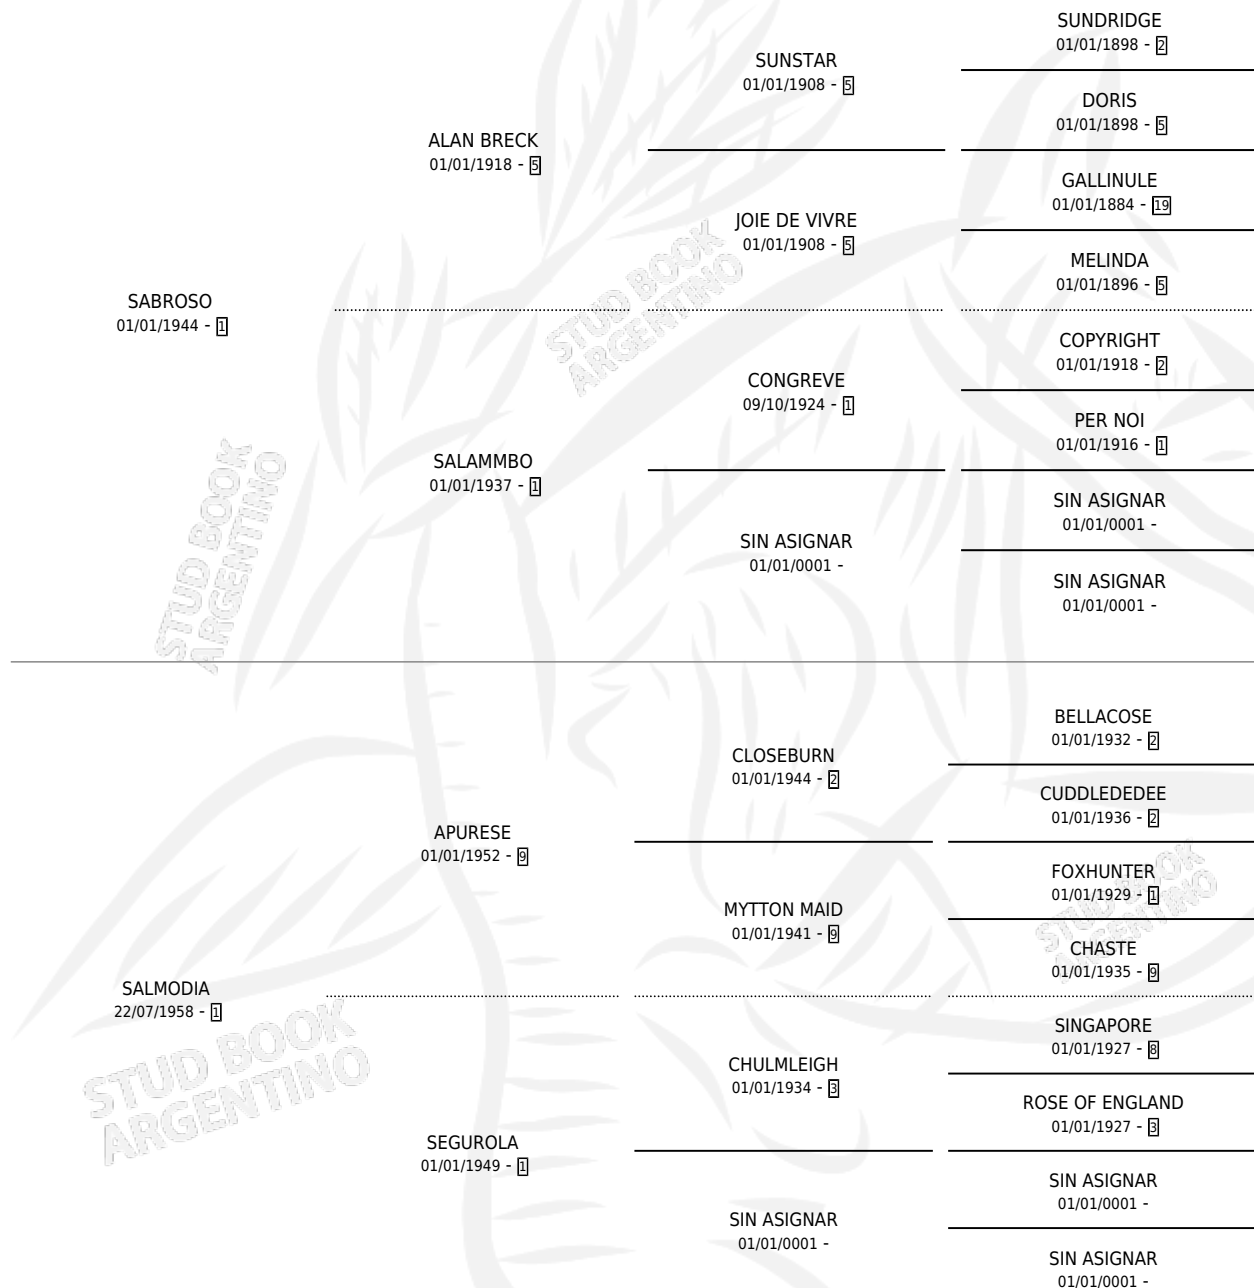 SUNDRIDGE
01/01/1898 - 2
SUNSTAR
01/01/1908 - 5
DORIS
01/01/1898 - 5
ALAN BRECK
01/01/1918 - 5
GALLINULE
01/01/1884 - 19
JOIE DE VIVRE
01/01/1908 - 5
MELINDA
01/01/1896 - 5
SABROSO
01/01/1944 - 1
COPYRIGHT
01/01/1918 - 2
CONGREVE
09/10/1924 - 1
PER NOI
01/01/1916 - 1
SALAMMBO
01/01/1937 - 1
SIN ASIGNAR
01/01/0001 -
SIN ASIGNAR
01/01/0001 -
SIN ASIGNAR
01/01/0001 -
STUD BOOK
ARGENTINO
STUD BOOK
ARGENTINO
BELLACOSE
01/01/1932 - 2
CLOSEBURN
01/01/1944 - 2
CUDDLEDEDEE
01/01/1936 - 2
APURESE
01/01/1952 - 9
FOXHUNTER
01/01/1929 - 1
MYTTON MAID
01/01/1941 - 9
CHASTE
01/01/1935 - 9
SALMODIA
22/07/1958 - 1
SINGAPORE
01/01/1927 - 8
CHULMLEIGH
01/01/1934 - 3
ROSE OF ENGLAND
01/01/1927 - 3
SEGUROLA
01/01/1949 - 1
SIN ASIGNAR
01/01/0001 -
SIN ASIGNAR
01/01/0001 -
SIN ASIGNAR
01/01/0001 -
STUD BOOK
ARGENTINO
STUD BOOK
ARGENTINO